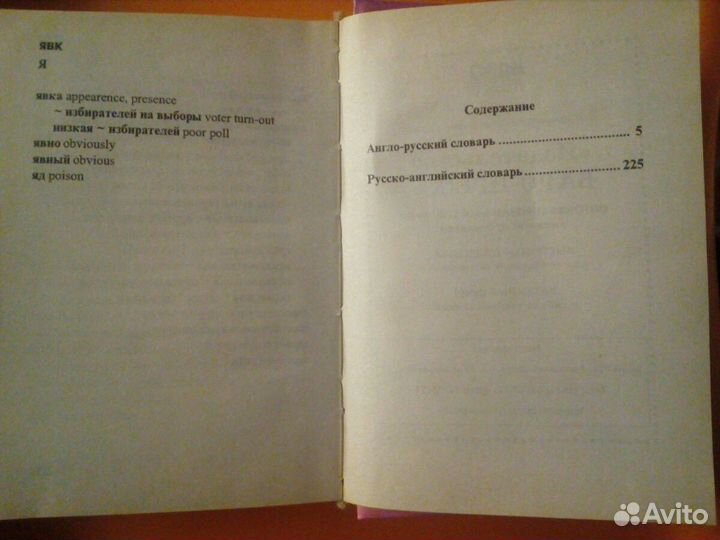 ЯВК
Я
явка appearence, presence
~ избирателей на выборы voter turn-out
низкая ~ избирателей poor poll
явно obviously
явный obvious
яд poison
Содержание
Англо-русский словарь 5
Русско-английский словарь 225
Avito